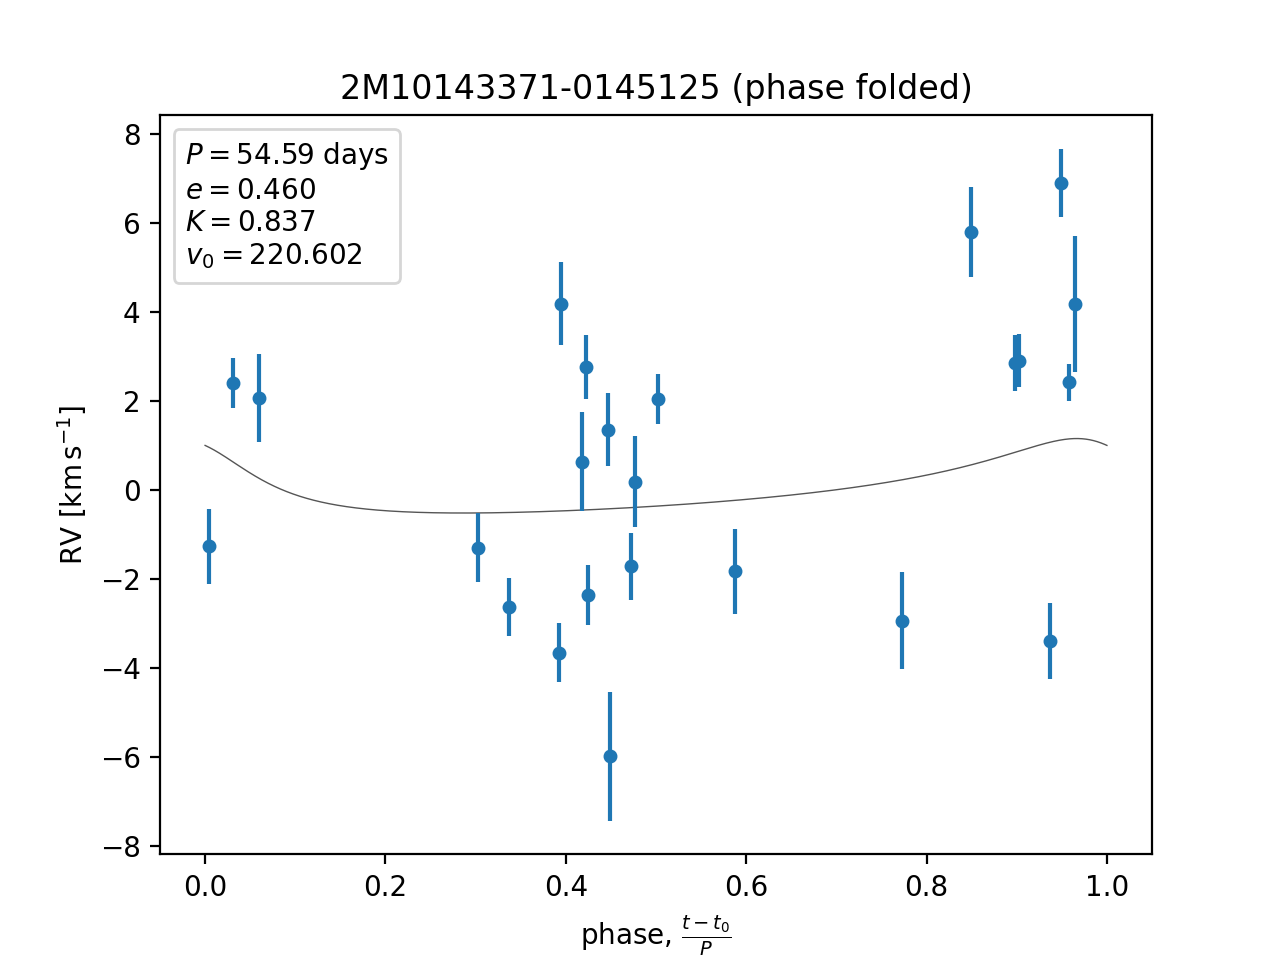 2M10143371-0145125 (phase folded)
P = 54.59 days
e = 0.460
K = 0.837
v₀ = 220.602
8
6
4
2
0
−2
−4
−6
−8
RV [km s⁻¹]
0.0 0.2 0.4 0.6 0.8 1.0
phase, (t − t₀)/P